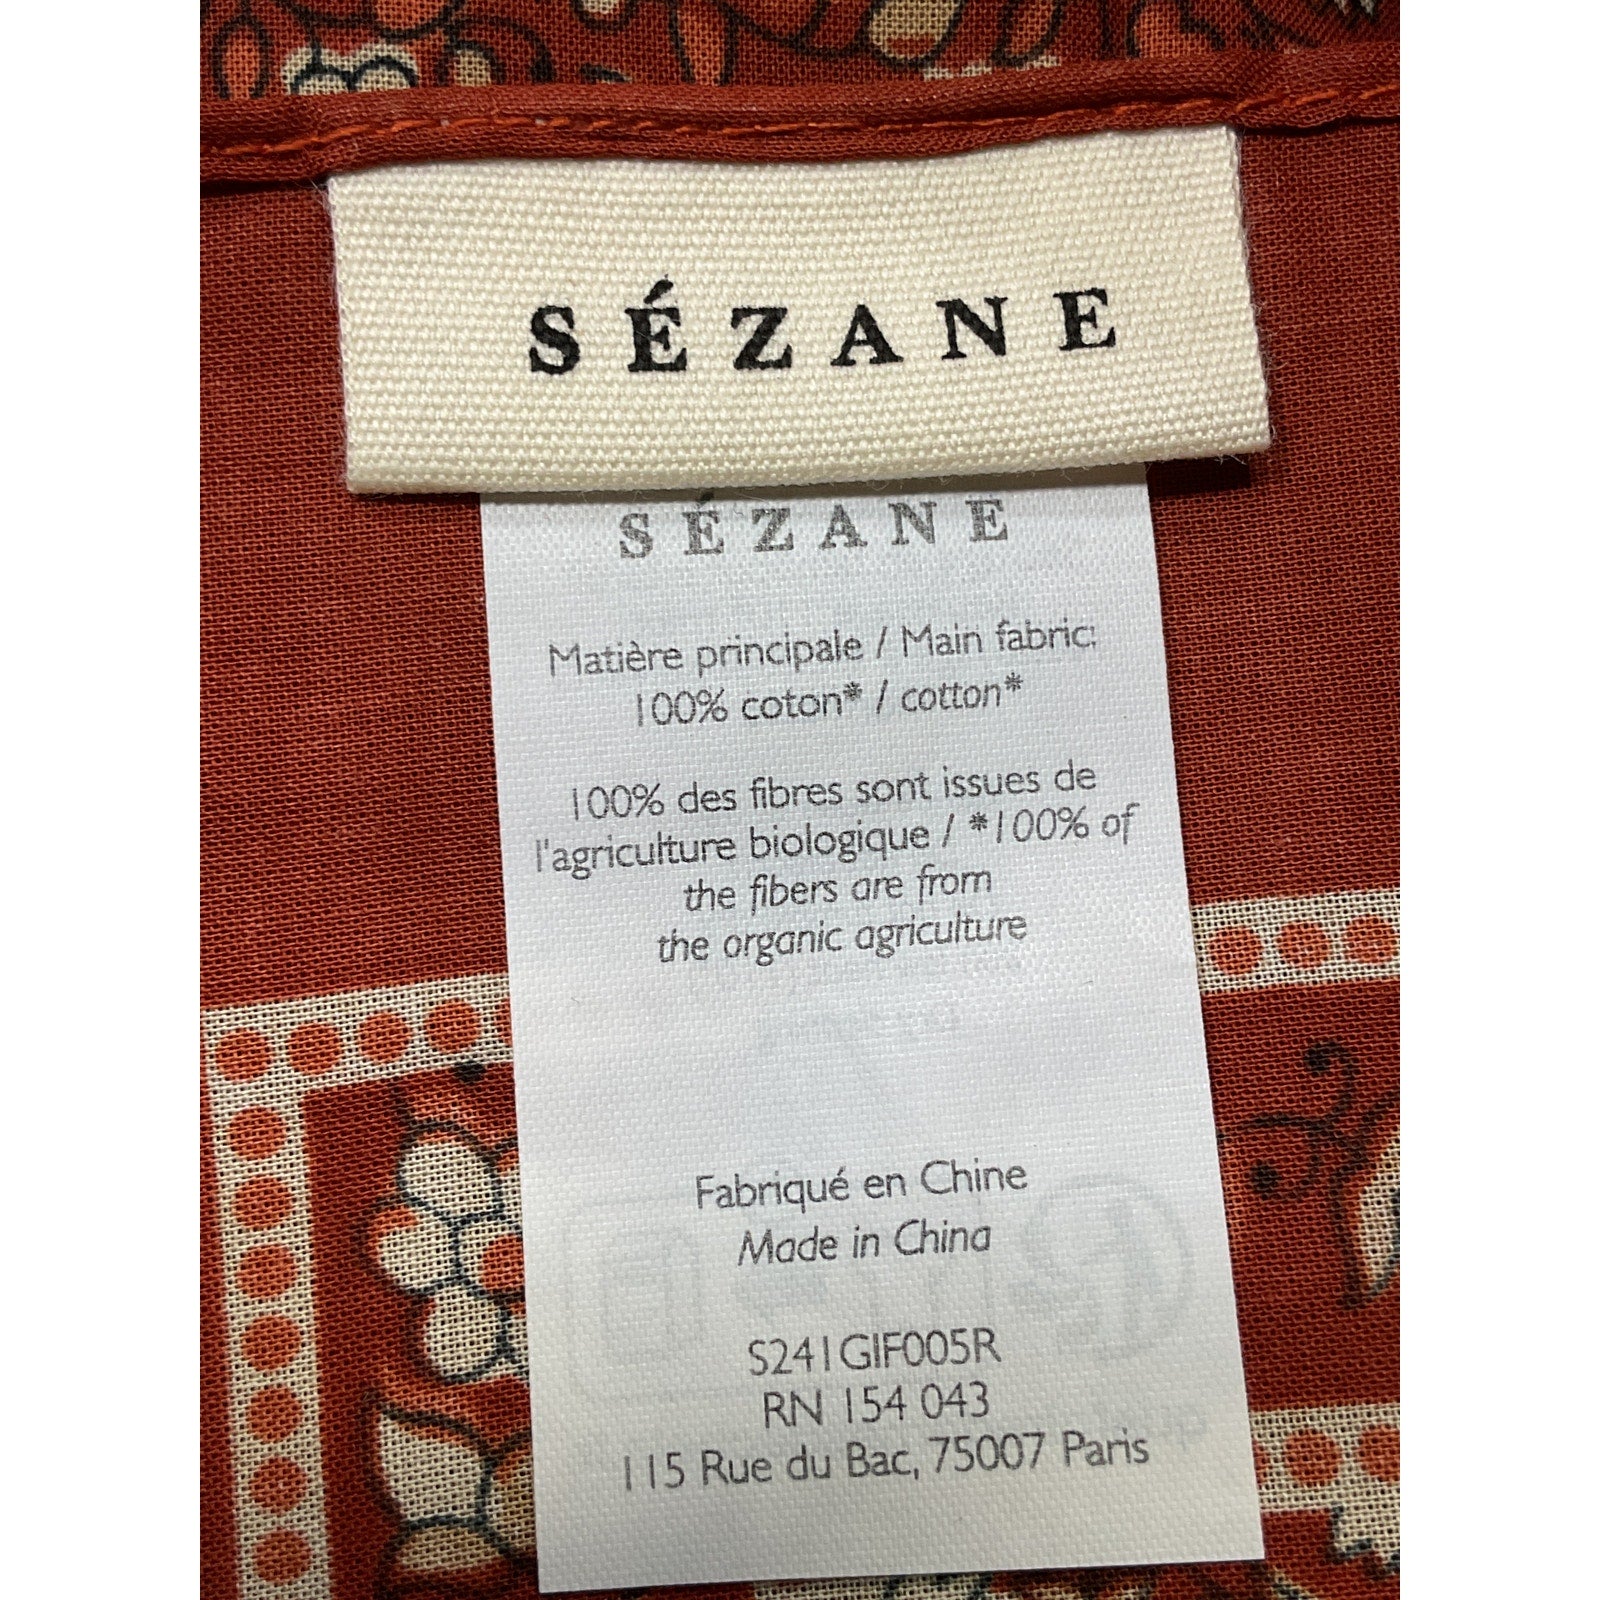 SÉZANE
SÉZANE
Matière principale / Main fabric:
100% coton* / cotton*
100% des fibres sont issues de
l'agriculture biologique / *100% of
the fibers are from
the organic agriculture
Fabriqué en Chine
Made in China
S241GIF005R
RN 154 043
115 Rue du Bac, 75007 Paris